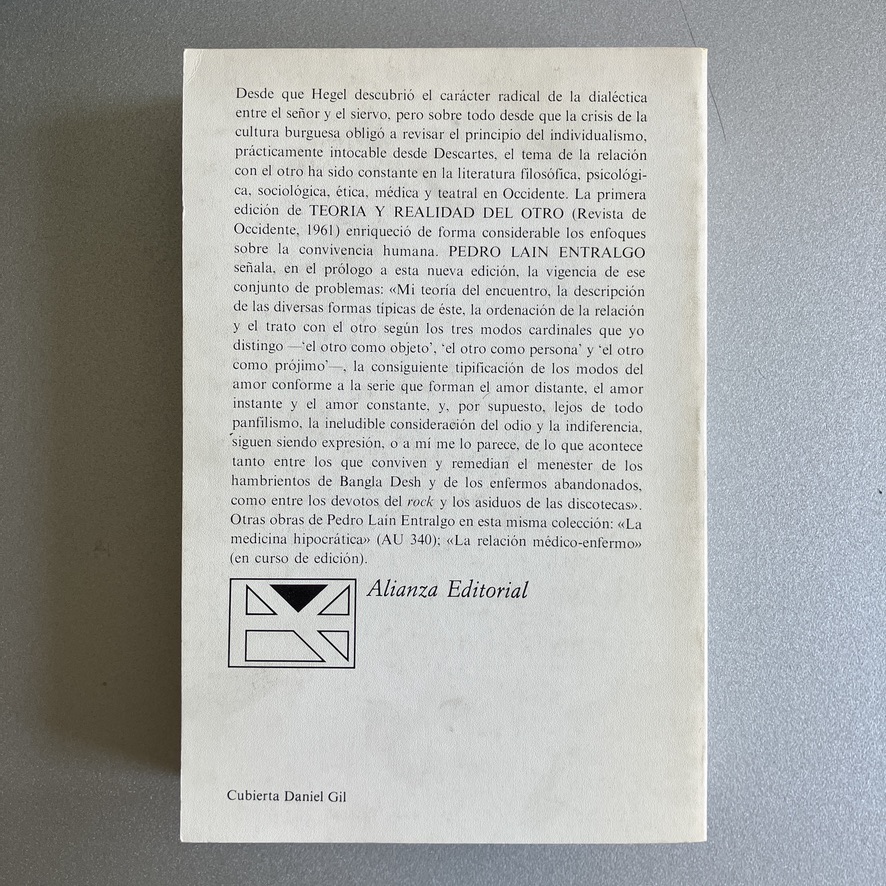 Desde que Hegel descubrió el carácter radical de la dialéctica
entre el señor y el siervo, pero sobre todo desde que la crisis de la
cultura burguesa obligó a revisar el principio del individualismo,
prácticamente intocable desde Descartes, el tema de la relación
con el otro ha sido constante en la literatura filosófica, psicológi-
ca, sociológica, ética, médica y teatral en Occidente. La primera
edición de TEORIA Y REALIDAD DEL OTRO (Revista de
Occidente, 1961) enriqueció de forma considerable los enfoques
sobre la convivencia humana. PEDRO LAIN ENTRALGO
señala, en el prólogo a esta nueva edición, la vigencia de ese
conjunto de problemas: «Mi teoría del encuentro, la descripción
de las diversas formas típicas de éste, la ordenación de la relación
y el trato con el otro según los tres modos cardinales que yo
distingo —‘el otro como objeto’, ‘el otro como persona’ y ‘el otro
como prójimo’—, la consiguiente tipificación de los modos del
amor conforme a la serie que forman el amor distante, el amor
instante y el amor constante, y, por supuesto, lejos de todo
panfilismo, la ineludible consideración del odio y la indiferencia,
siguen siendo expresión, o a mí me lo parece, de lo que acontece
tanto entre los que conviven y remedian el menester de los
hambrientos de Bangla Desh y de los enfermos abandonados,
como entre los devotos del rock y los asiduos de las discotecas».
Otras obras de Pedro Laín Entralgo en esta misma colección: «La
medicina hipocrática» (AU 340); «La relación médico-enfermo»
(en curso de edición).
Alianza Editorial
Cubierta Daniel Gil